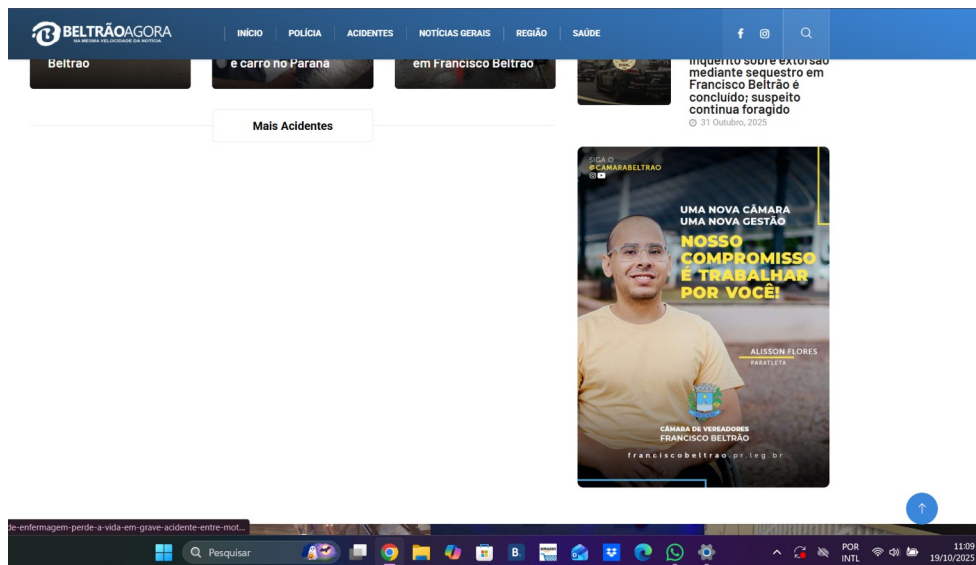 BELTRÃOAGORA
NA MESMA VELOCIDADE DA NOTÍCIA
INÍCIO
POLÍCIA
ACIDENTES
NOTÍCIAS GERAIS
REGIÃO
SAÚDE
Beltrão
e carro no Paraná
em Francisco Beltrão
Inquérito sobre extorsão
mediante sequestro em
Francisco Beltrão é
concluído; suspeito
continua foragido
31 Outubro, 2025
Mais Acidentes
SIGA O
@CAMARABELTRAO
UMA NOVA CÂMARA
UMA NOVA GESTÃO
NOSSO
COMPROMISSO
É TRABALHAR
POR VOCÊ!
ALISSON FLORES
PARATLETA
CÂMARA DE VEREADORES
FRANCISCO BELTRÃO
franciscobeltrao.pr.leg.br
de-enfermagem-perde-a-vida-em-grave-acidente-entre-mot...
Pesquisar
B.
POR
INTL
11:09
19/10/2025